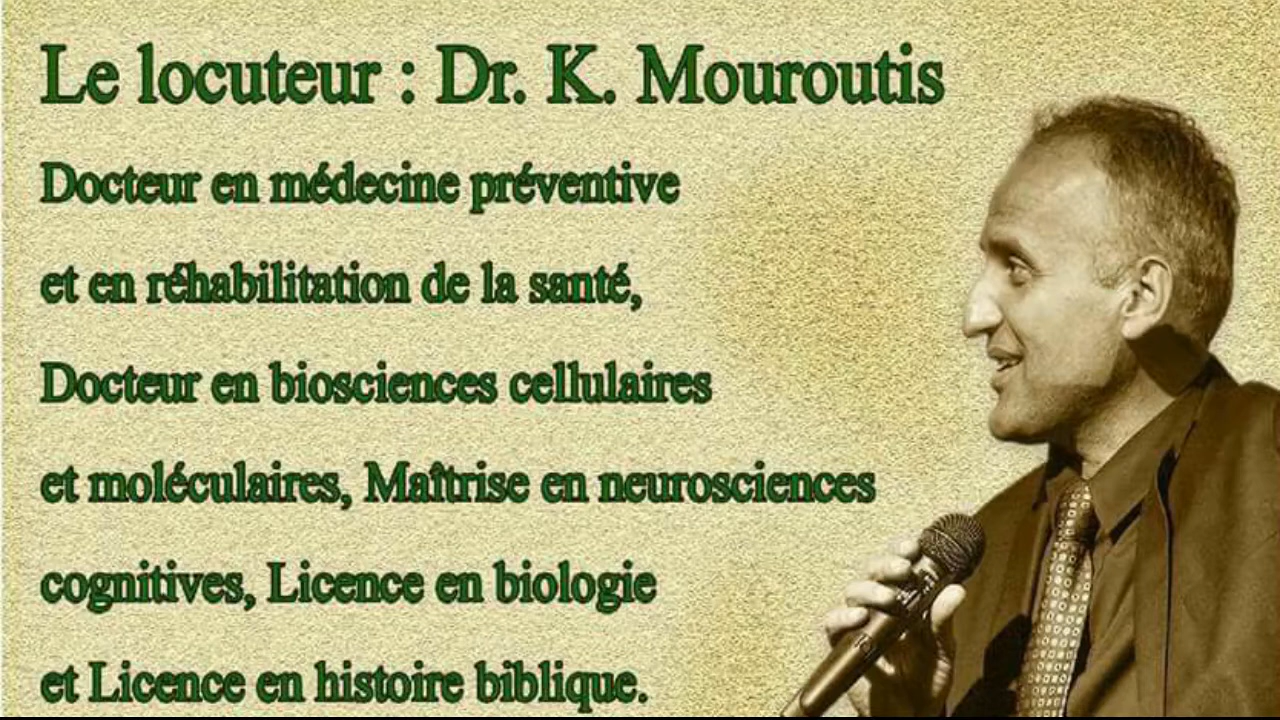 Le locuteur : Dr. K. Mouroutis
Docteur en médecine préventive
et en réhabilitation de la santé,
Docteur en biosciences cellulaires
et moléculaires, Maîtrise en neurosciences
cognitives, Licence en biologie
et Licence en histoire biblique.